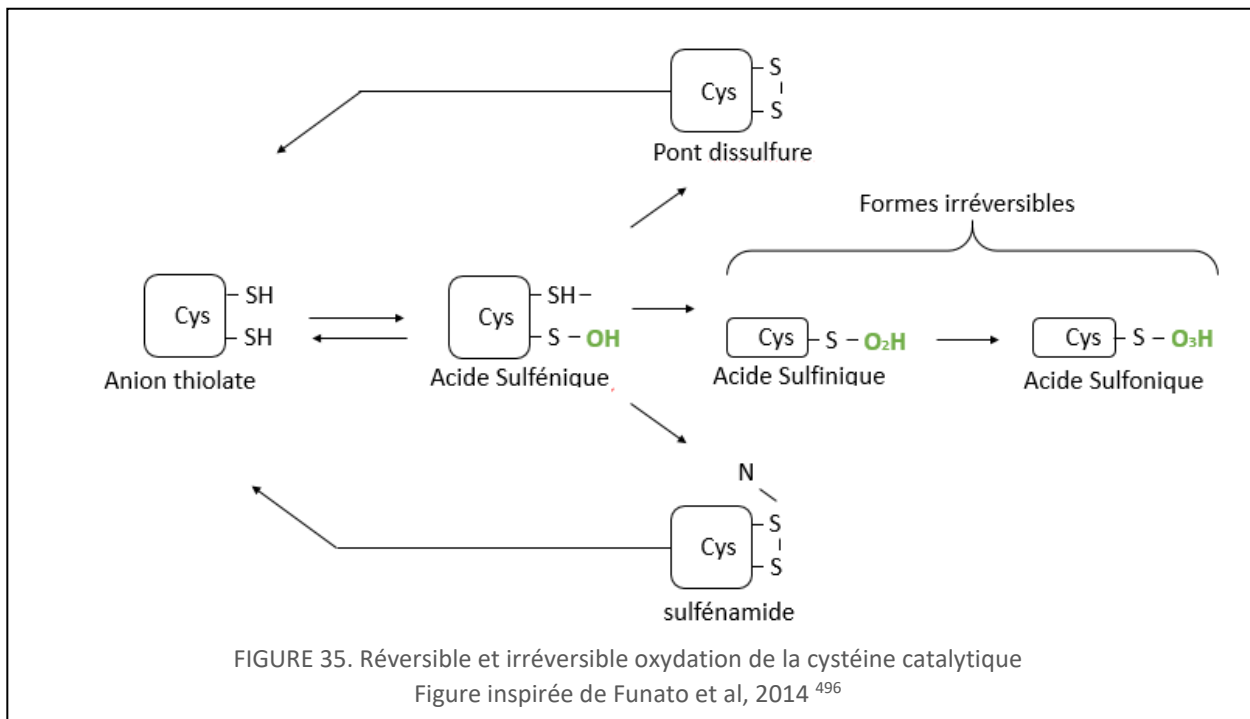 Cys
S
S
Pont dissulfure
Formes irréversibles
Cys
SH
SH
Anion thiolate
Cys
SH
S OH
Acide Sulfénique
Cys S O₂H
Acide Sulfinique
Cys S O₃H
Acide Sulfonique
N
Cys
S
S
sulfénamide
FIGURE 35. Réversible et irréversible oxydation de la cystéine catalytique
Figure inspirée de Funato et al, 2014 ⁴⁹⁶